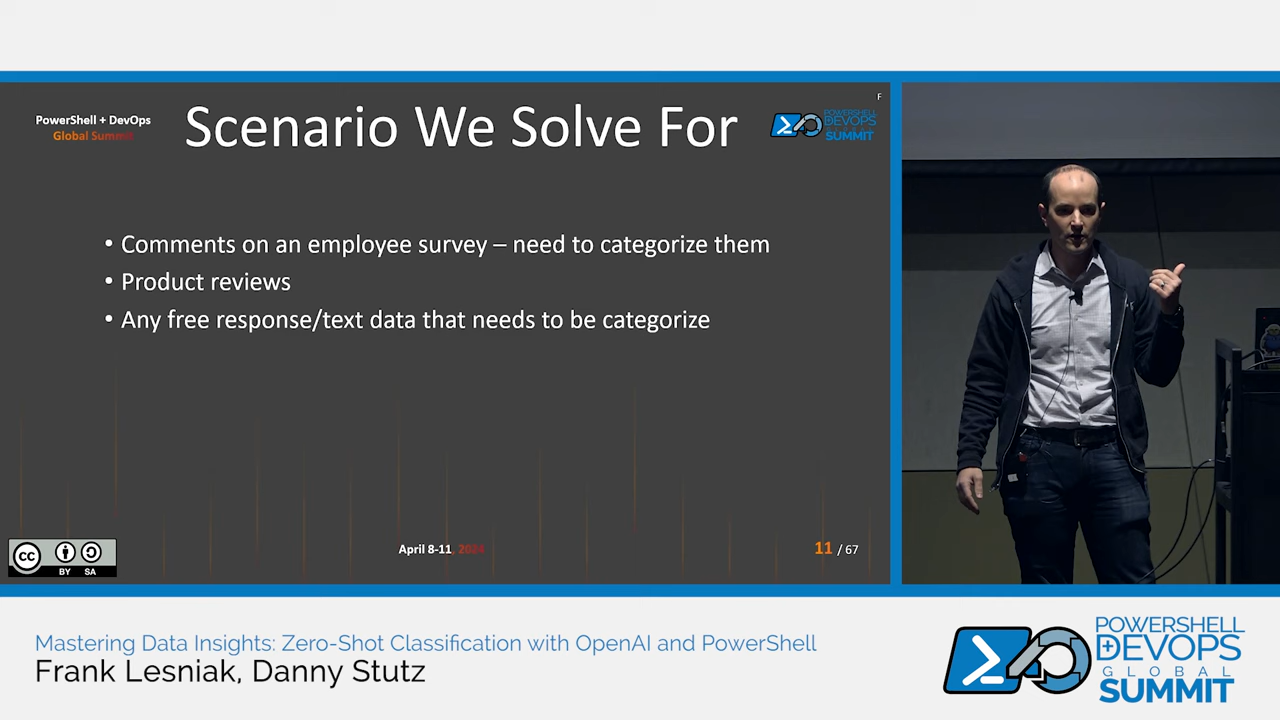 PowerShell + DevOps
Global Summit
Scenario We Solve For
F
POWERSHELL
DEVOPS
GLOBAL
SUMMIT
• Comments on an employee survey – need to categorize them
• Product reviews
• Any free response/text data that needs to be categorize
cc
BY SA
April 8-11, 2024
11 / 67
Mastering Data Insights: Zero-Shot Classification with OpenAI and PowerShell
Frank Lesniak, Danny Stutz
POWERSHELL
+DEVOPS
GLOBAL
SUMMIT